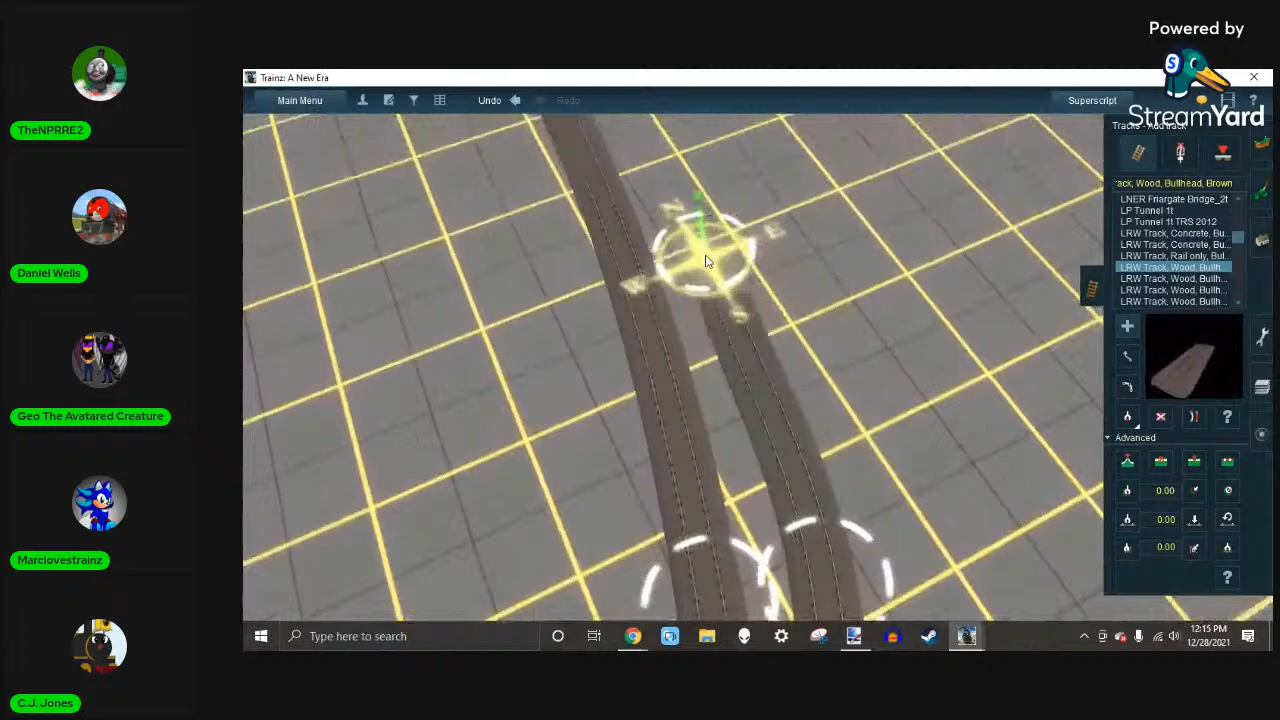 Powered by
StreamYard
TheNPRRE2
Daniel Wells
Geo The Avatared Creature
Marclovestrainz
C.J. Jones
Trainz: A New Era
Main Menu
Undo
Redo
Superscript
Tracks - Add track
rack, Wood, Bullhead, Brown
LNER Friargate Bridge_2t
LP Tunnel 1t
LP Tunnel 1t TRS 2012
LRW Track, Concrete, Bu...
LRW Track, Concrete, Bu...
LRW Track, Rail only, Bul...
LRW Track, Wood, Bullh...
LRW Track, Wood, Bullh...
LRW Track, Wood, Bullh...
LRW Track, Wood, Bullh...
Advanced
0.00
0.00
0.00
Type here to search
12:15 PM
12/28/2021